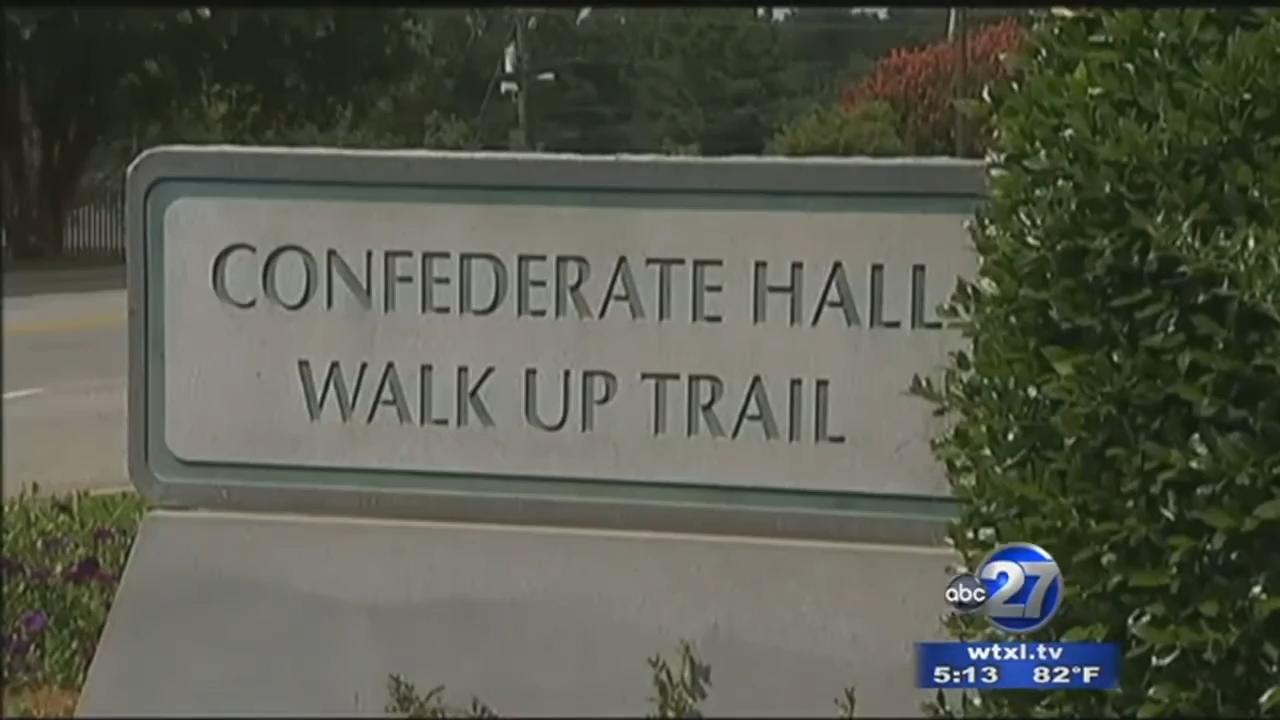 CONFEDERATE HALL
WALK UP TRAIL
abc 27
wtxl.tv
5:13 82°F